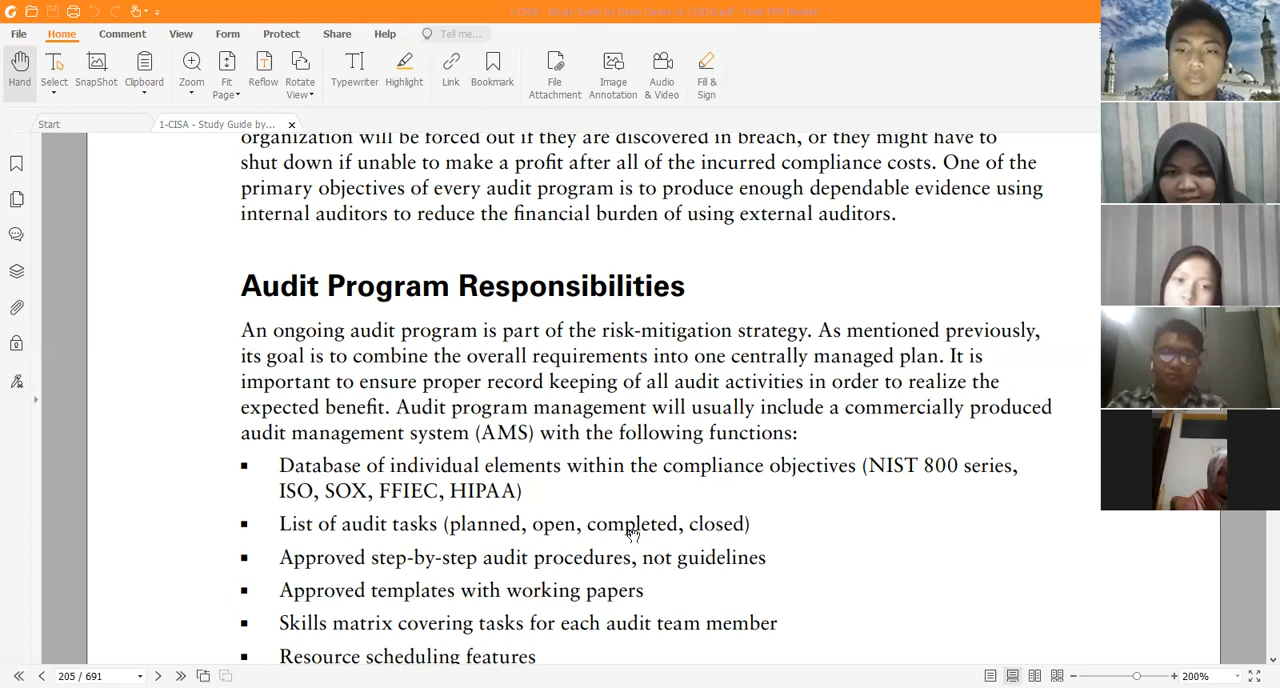 1-CISA - Study Guide by
File Home Comment View Form Protect Share Help Tell me...
Hand Select SnapShot Clipboard Zoom Fit Page Reflow Rotate View Typewriter Highlight Link Bookmark File Attachment Image Annotation Audio & Video Fill & Sign
Start 1-CISA - Study Guide by...
organization will be forced out if they are discovered in breach, or they might have to
shut down if unable to make a profit after all of the incurred compliance costs. One of the
primary objectives of every audit program is to produce enough dependable evidence using
internal auditors to reduce the financial burden of using external auditors.
Audit Program Responsibilities
An ongoing audit program is part of the risk-mitigation strategy. As mentioned previously,
its goal is to combine the overall requirements into one centrally managed plan. It is
important to ensure proper record keeping of all audit activities in order to realize the
expected benefit. Audit program management will usually include a commercially produced
audit management system (AMS) with the following functions:
▪ Database of individual elements within the compliance objectives (NIST 800 series,
ISO, SOX, FFIEC, HIPAA)
▪ List of audit tasks (planned, open, completed, closed)
▪ Approved step-by-step audit procedures, not guidelines
▪ Approved templates with working papers
▪ Skills matrix covering tasks for each audit team member
▪ Resource scheduling features
205 / 691 200%